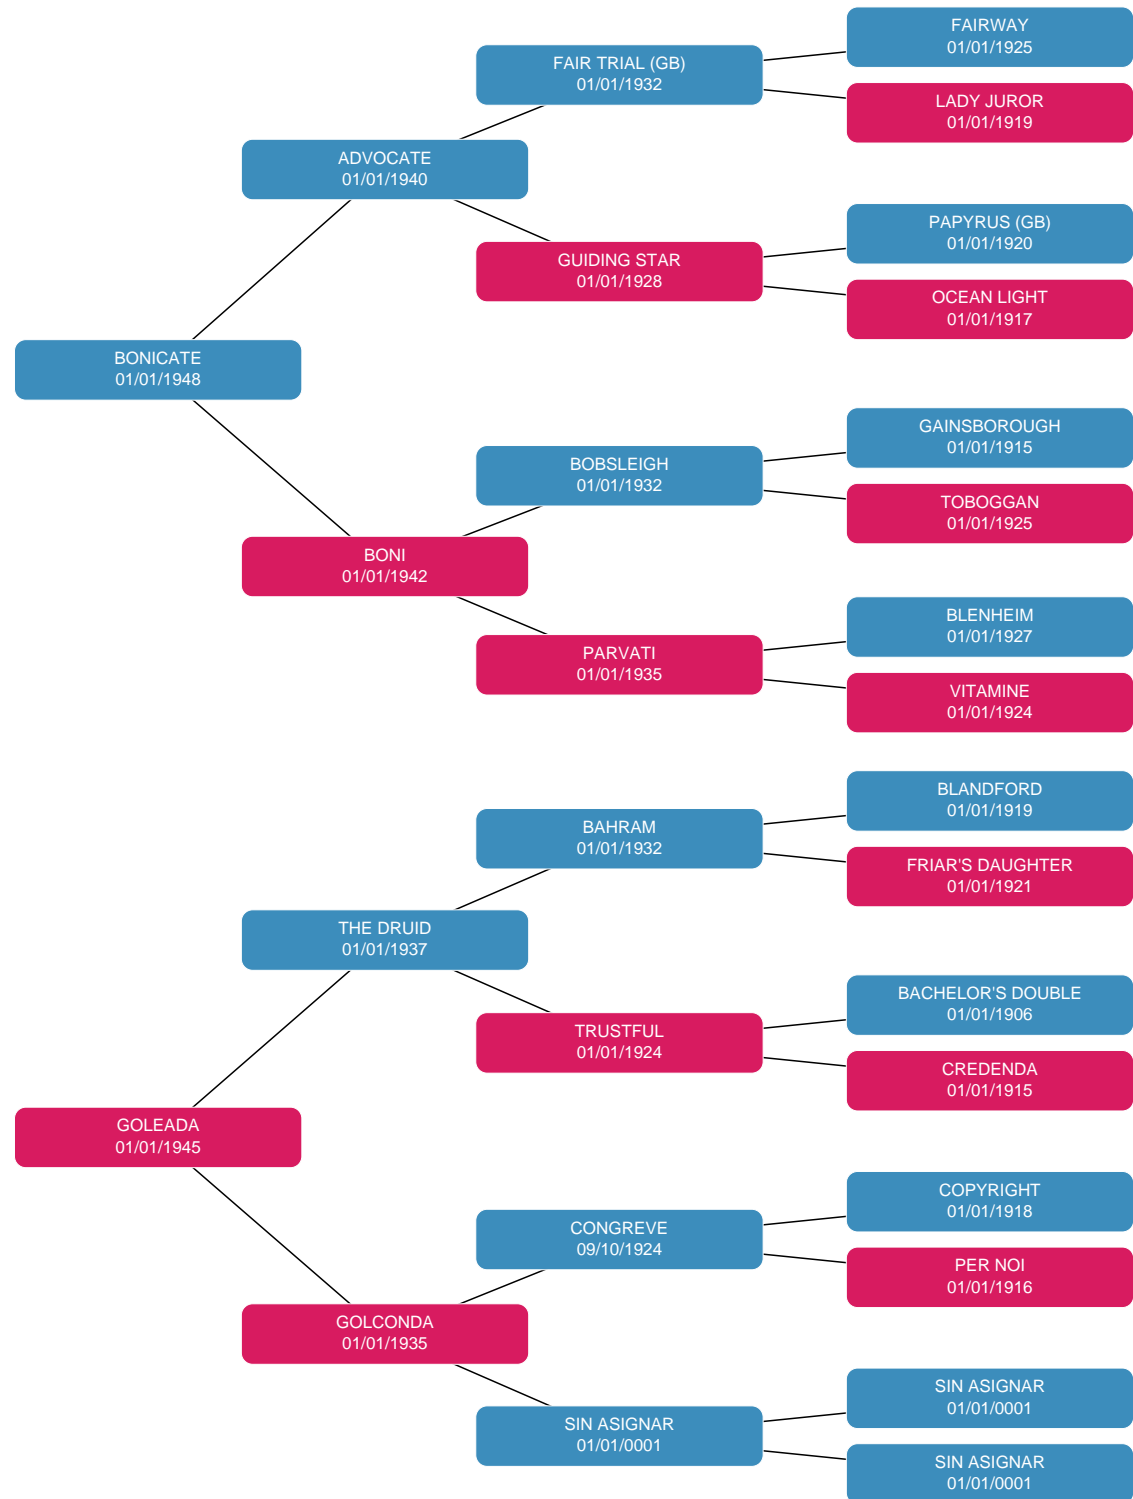 FAIRWAY
01/01/1925
FAIR TRIAL (GB)
01/01/1932
LADY JUROR
01/01/1919
ADVOCATE
01/01/1940
PAPYRUS (GB)
01/01/1920
GUIDING STAR
01/01/1928
OCEAN LIGHT
01/01/1917
BONICATE
01/01/1948
GAINSBOROUGH
01/01/1915
BOBSLEIGH
01/01/1932
TOBOGGAN
01/01/1925
BONI
01/01/1942
BLENHEIM
01/01/1927
PARVATI
01/01/1935
VITAMINE
01/01/1924
BLANDFORD
01/01/1919
BAHRAM
01/01/1932
FRIAR'S DAUGHTER
01/01/1921
THE DRUID
01/01/1937
BACHELOR'S DOUBLE
01/01/1906
TRUSTFUL
01/01/1924
CREDENDA
01/01/1915
GOLEADA
01/01/1945
COPYRIGHT
01/01/1918
CONGREVE
09/10/1924
PER NOI
01/01/1916
GOLCONDA
01/01/1935
SIN ASIGNAR
01/01/0001
SIN ASIGNAR
01/01/0001
SIN ASIGNAR
01/01/0001